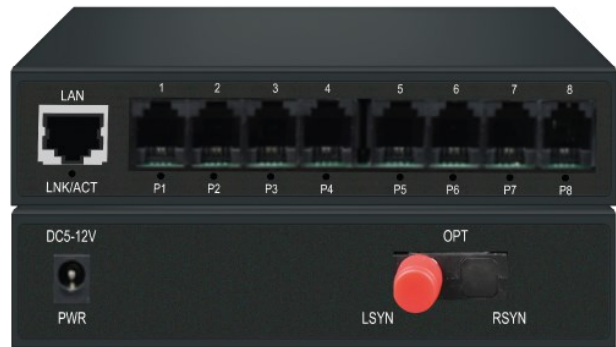 LAN
1 2 3 4 5 6 7 8
LNK/ACT
P1 P2 P3 P4 P5 P6 P7 P8
DC5-12V
OPT
PWR
LSYN
RSYN